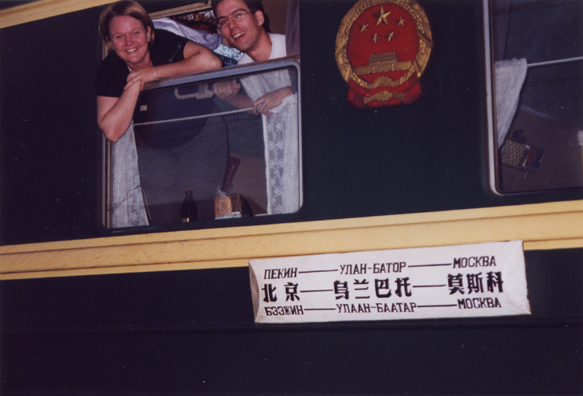 ПЕКИН——УЛАН-БАТОР——МОСКВА
北京——乌兰巴托——莫斯科
БЭЭЖИН——УЛААН-БААТАР——МОСКВА